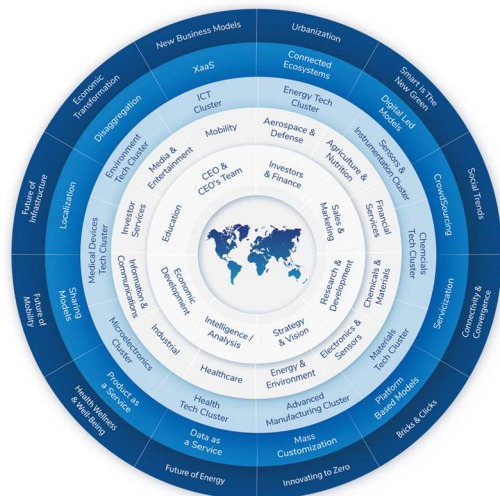 Urbanization
Smart is The
New Green
Social Trends
Connectivity &
Convergence
Bricks & Clicks
Innovating to Zero
Future of Energy
Health Wellness
& Well-Being
Future of
Mobility
Future of
Infrastructure
Economic
Transformation
New Business Models
Connected
Ecosystems
Digital Led
Models
CrowdSourcing
Servicization
Platform
Based Models
Mass
Customization
Data as
a Service
Product as
a Service
Sharing
Models
Localization
Disaggregation
XaaS
Energy Tech
Cluster
Sensors &
Instrumentation Cluster
Chemcials
Tech Cluster
Materials
Tech Cluster
Advanced
Manufacturing Cluster
Health
Tech Cluster
Microelectronics
Cluster
Medical Devices
Tech Cluster
Environment
Tech Cluster
ICT
Cluster
Aerospace &
Defense
Agriculture &
Nutrition
Financial
Services
Chemicals &
Materials
Electronics &
Sensors
Energy &
Environment
Healthcare
Industrial
Information &
Communications
Investor
Services
Media &
Entertainment
Mobility
Investors
& Finance
Sales &
Marketing
Research &
Development
Strategy
& Vision
Intelligence /
Analysis
Economic
Development
Education
CEO &
CEO's Team